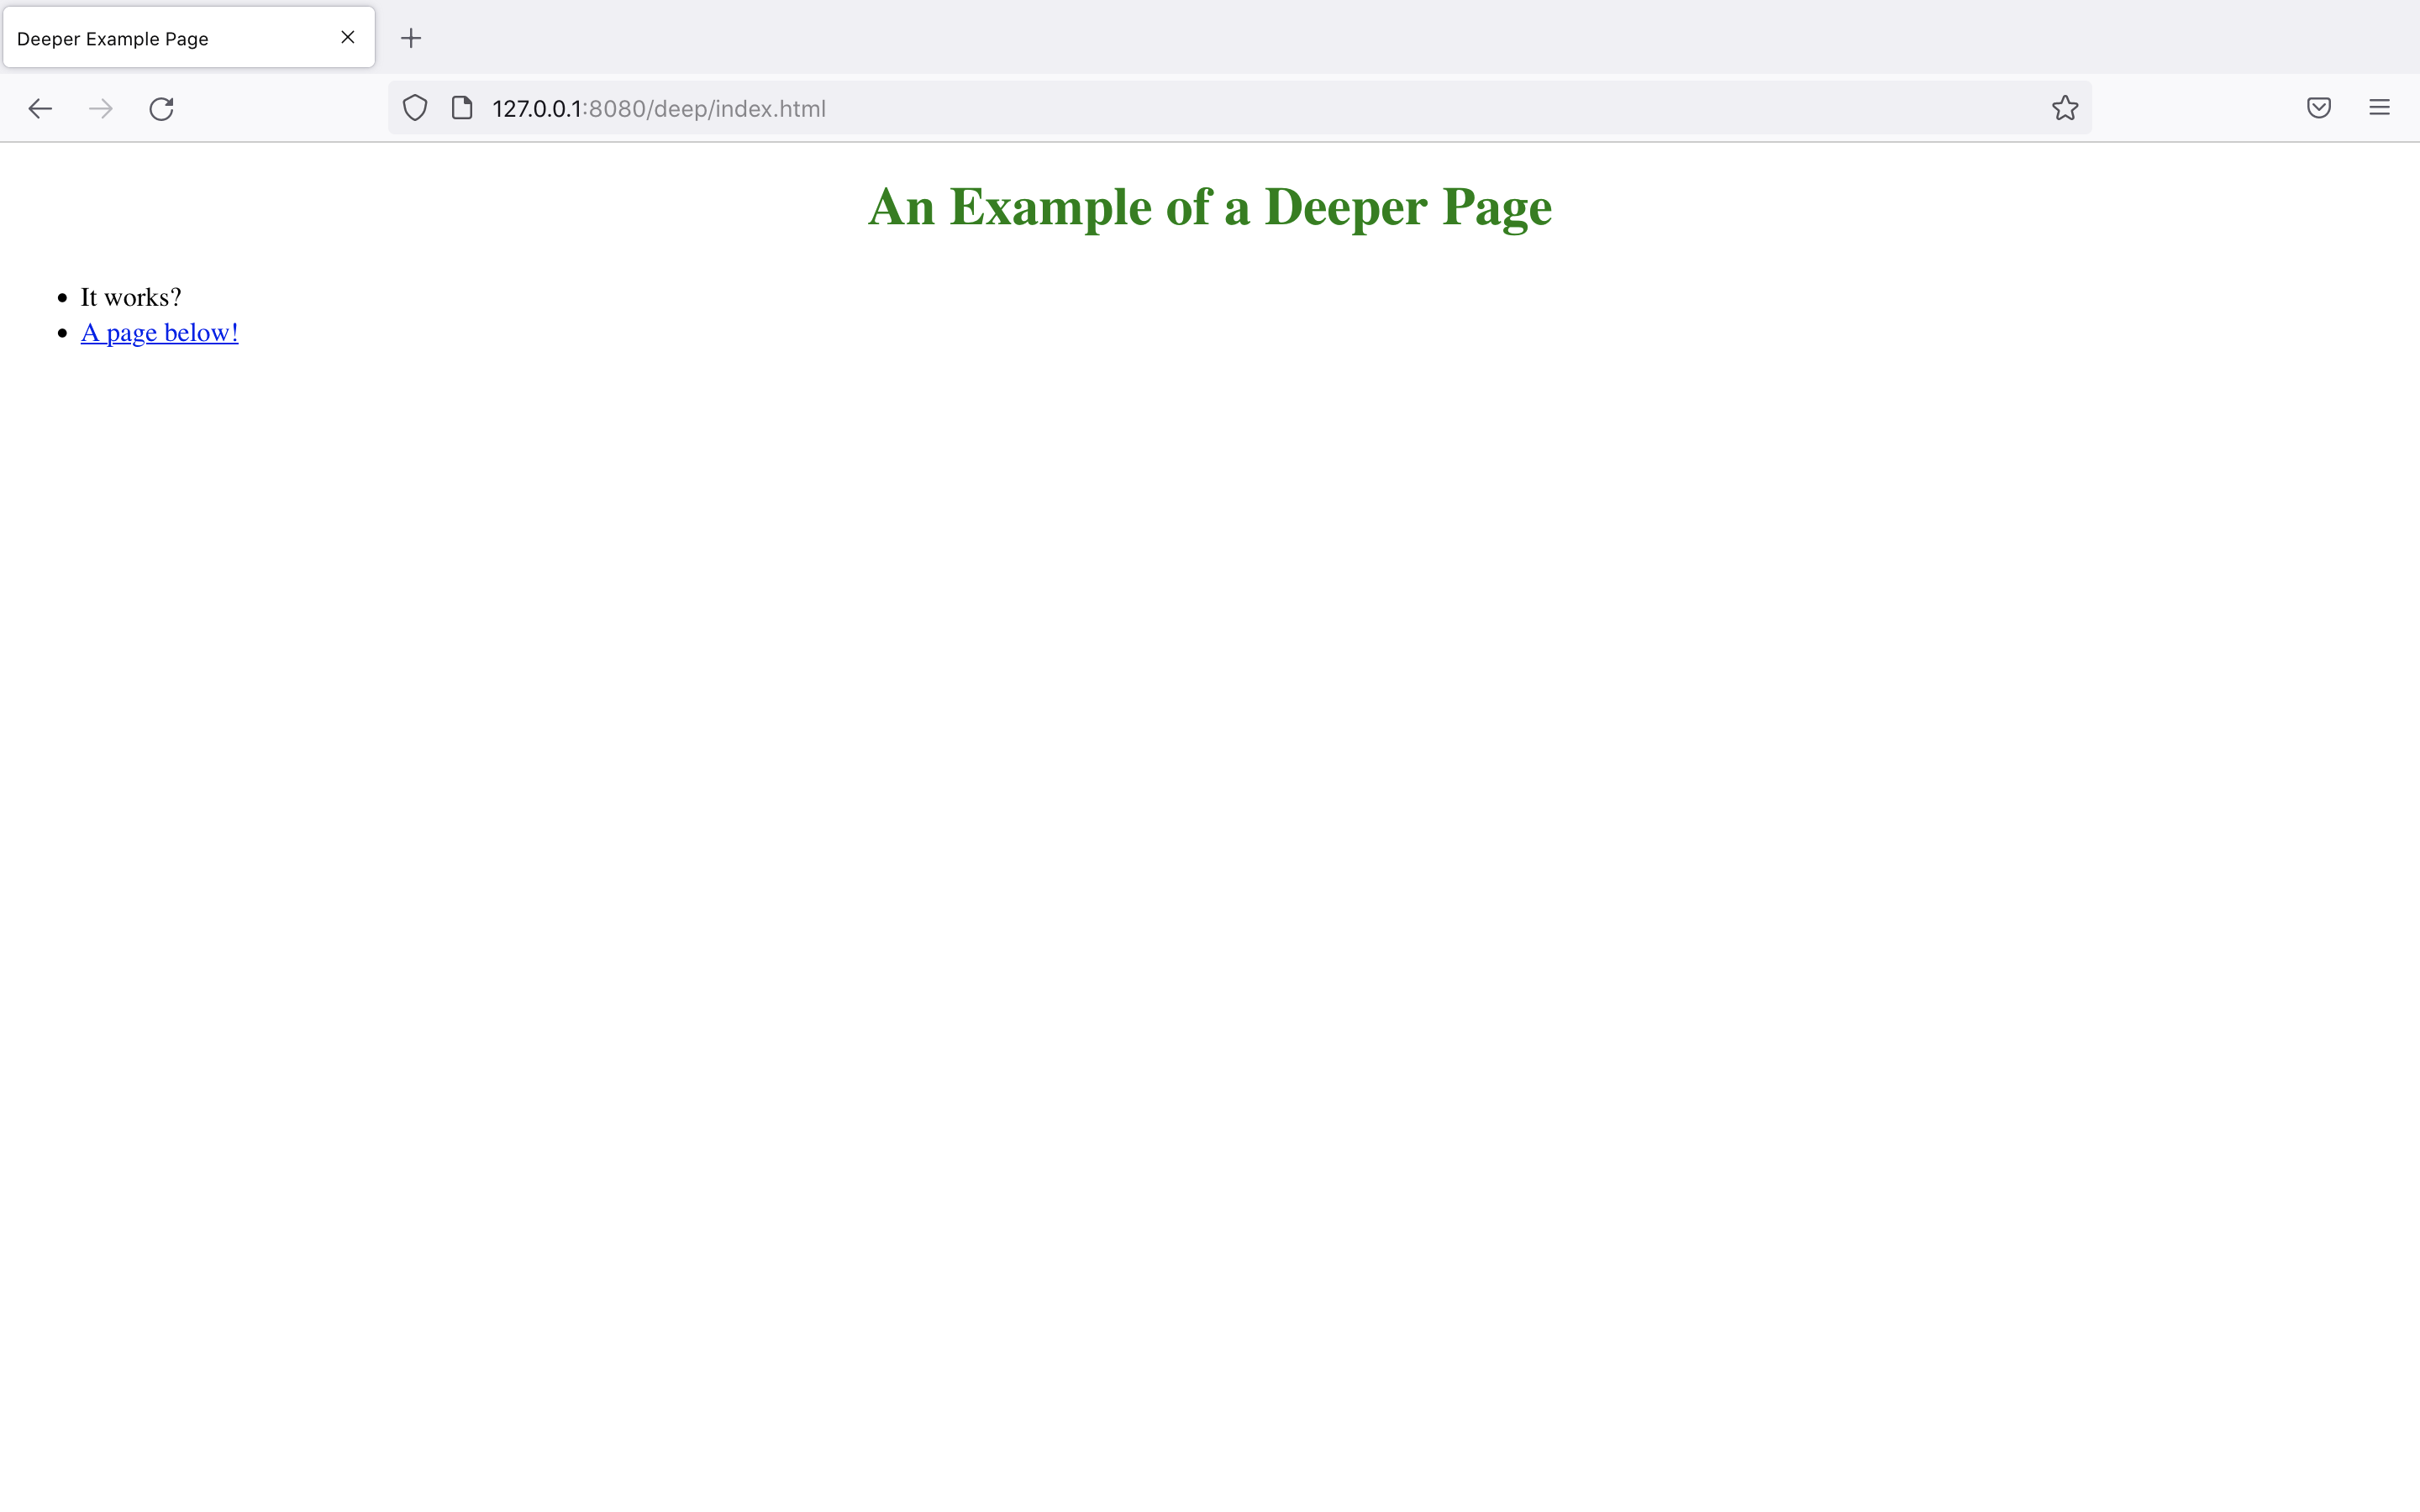 Deeper Example Page
127.0.0.1:8080/deep/index.html
An Example of a Deeper Page
It works?
A page below!